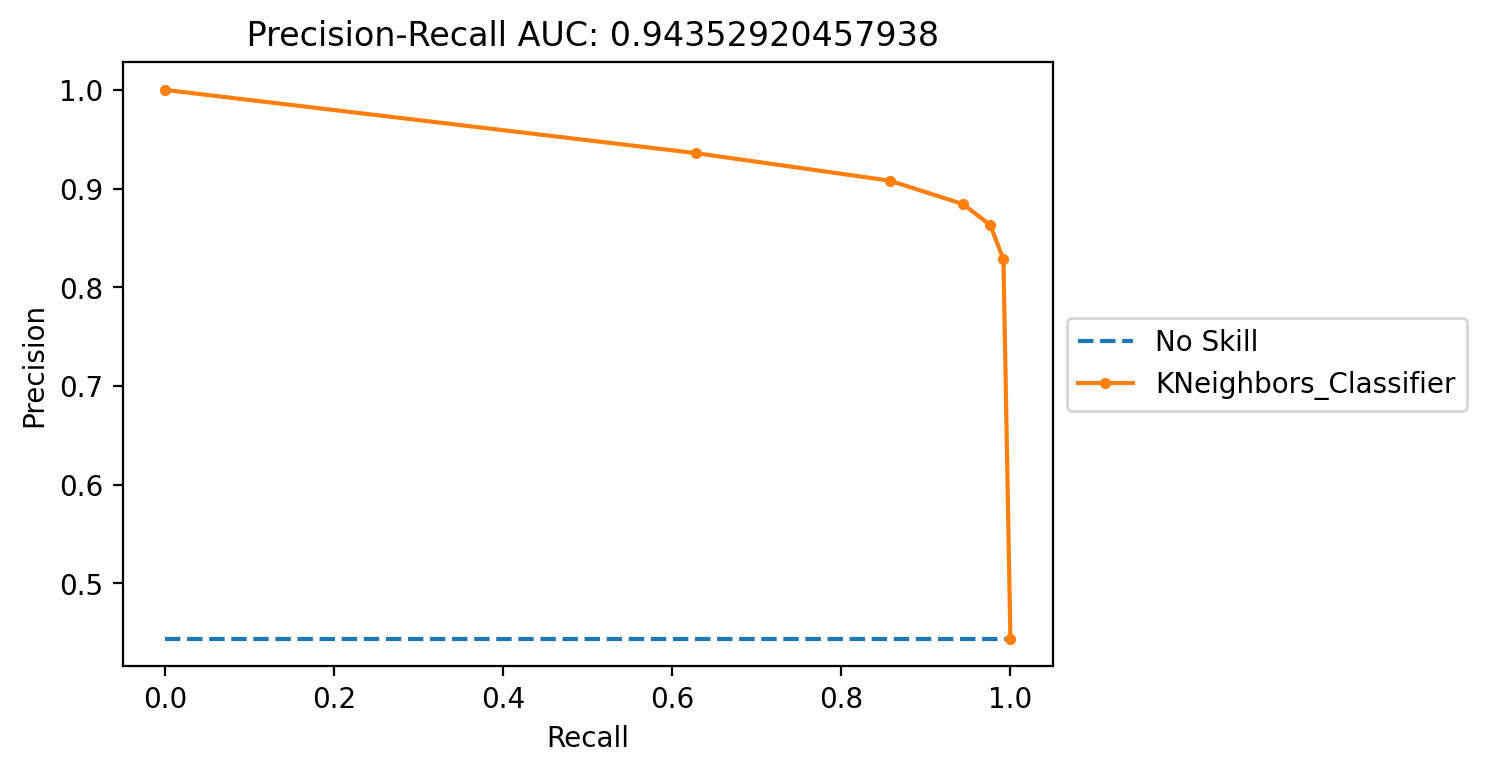 Precision-Recall AUC: 0.94352920457938
1.0
0.9
0.8
0.7
0.6
0.5
Precision
0.0 0.2 0.4 0.6 0.8 1.0
Recall
No Skill
KNeighbors_Classifier